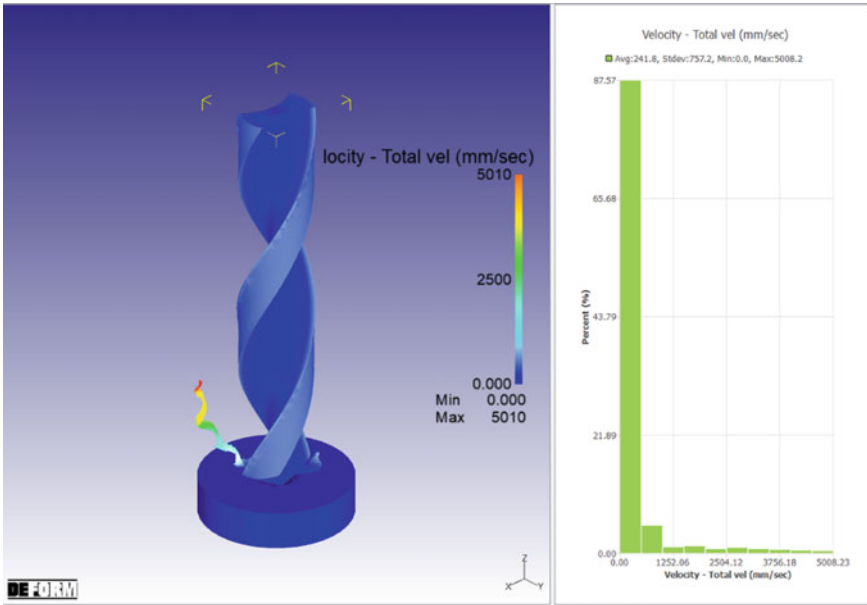 locity - Total vel (mm/sec)
5010
2500
0.000
Min 0.000
Max 5010
Z
X Y
DEFORM
Velocity - Total vel (mm/sec)
Avg:241.8, Stdev:757.2, Min:0.0, Max:5008.2
87.57
65.68
43.79
21.89
0.00
Percent (%)
0.00 1252.06 2504.12 3756.18 5008.23
Velocity - Total vel (mm/sec)